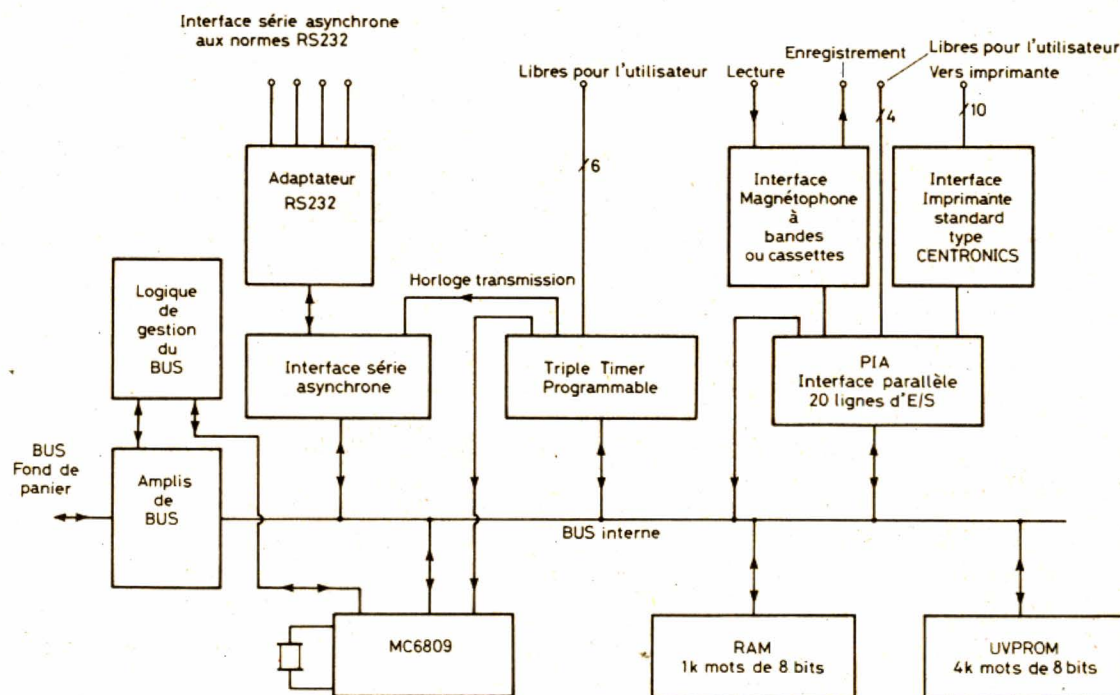 Interface série asynchrone
aux normes RS232
Libres pour l'utilisateur
Lecture
Enregistrement
Libres pour l'utilisateur
Vers imprimante
6
4
10
Adaptateur
RS232
Interface
Magnétophone
à
bandes
ou cassettes
Interface
Imprimante
standard
type
CENTRONICS
Logique
de
gestion
du
BUS
Horloge transmission
Interface série
asynchrone
Triple Timer
Programmable
PIA
Interface parallèle
20 lignes d'E/S
BUS
Fond de
panier
Amplis
de
BUS
BUS interne
MC6809
RAM
1k mots de 8 bits
UVPROM
4k mots de 8 bits